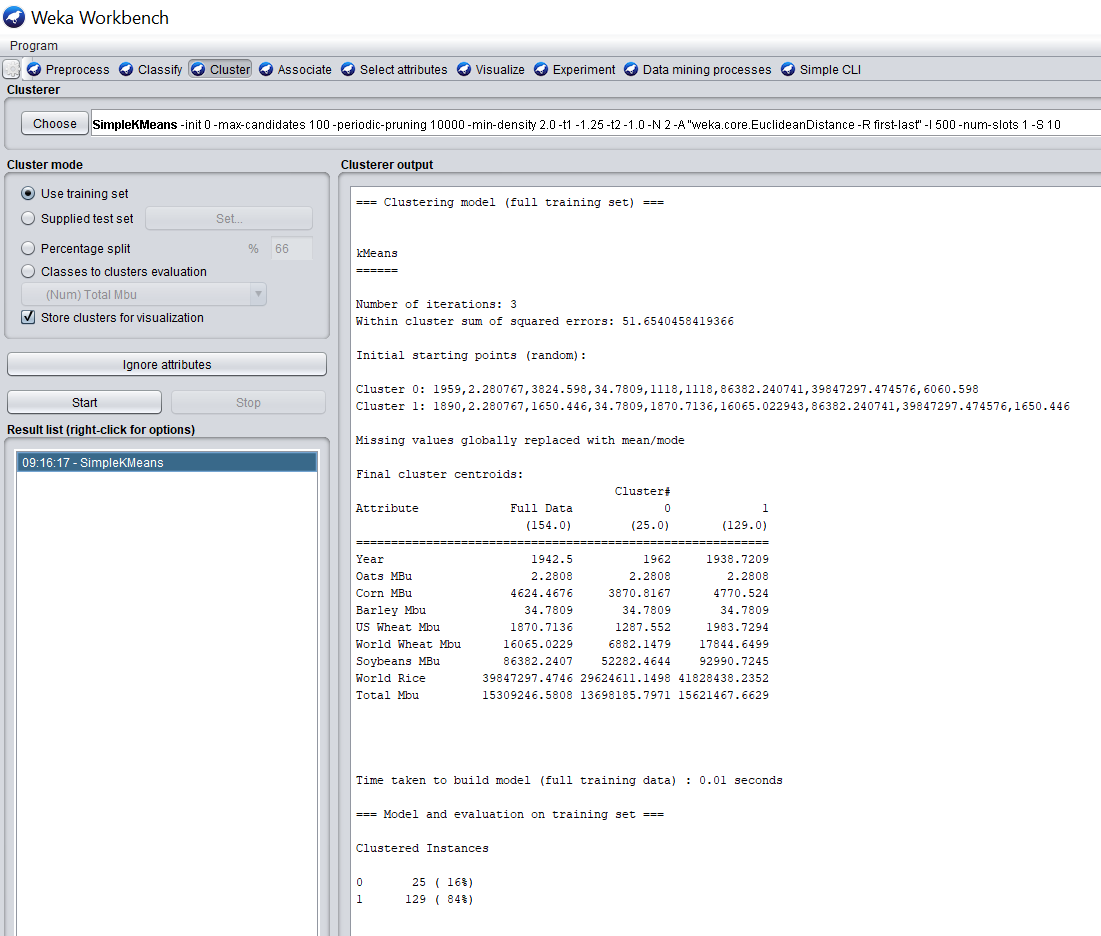 Weka Workbench
Program
Preprocess Classify Cluster Associate Select attributes Visualize Experiment Data mining processes Simple CLI
Clusterer
Choose SimpleKMeans -init 0 -max-candidates 100 -periodic-pruning 10000 -min-density 2.0 -t1 -1.25 -t2 -1.0 -N 2 -A "weka.core.EuclideanDistance -R first-last" -I 500 -num-slots 1 -S 10
Cluster mode
Use training set
Supplied test set Set...
Percentage split % 66
Classes to clusters evaluation
(Num) Total Mbu
Store clusters for visualization
Ignore attributes
Start Stop
Result list (right-click for options)
09:16:17 - SimpleKMeans
Clusterer output
=== Clustering model (full training set) ===
kMeans
======
Number of iterations: 3
Within cluster sum of squared errors: 51.6540458419366
Initial starting points (random):
Cluster 0: 1959,2.280767,3824.598,34.7809,1118,1118,86382.240741,39847297.474576,6060.598
Cluster 1: 1890,2.280767,1650.446,34.7809,1870.7136,16065.022943,86382.240741,39847297.474576,1650.446
Missing values globally replaced with mean/mode
Final cluster centroids:
Cluster#
Attribute Full Data 0 1
(154.0) (25.0) (129.0)
===========================================================
Year 1942.5 1962 1938.7209
Oats MBu 2.2808 2.2808 2.2808
Corn MBu 4624.4676 3870.8167 4770.524
Barley Mbu 34.7809 34.7809 34.7809
US Wheat Mbu 1870.7136 1287.552 1983.7294
World Wheat Mbu 16065.0229 6882.1479 17844.6499
Soybeans MBu 86382.2407 52282.4644 92990.7245
World Rice 39847297.4746 29624611.1498 41828438.2352
Total Mbu 15309246.5808 13698185.7971 15621467.6629
Time taken to build model (full training data) : 0.01 seconds
=== Model and evaluation on training set ===
Clustered Instances
0 25 ( 16%)
1 129 ( 84%)